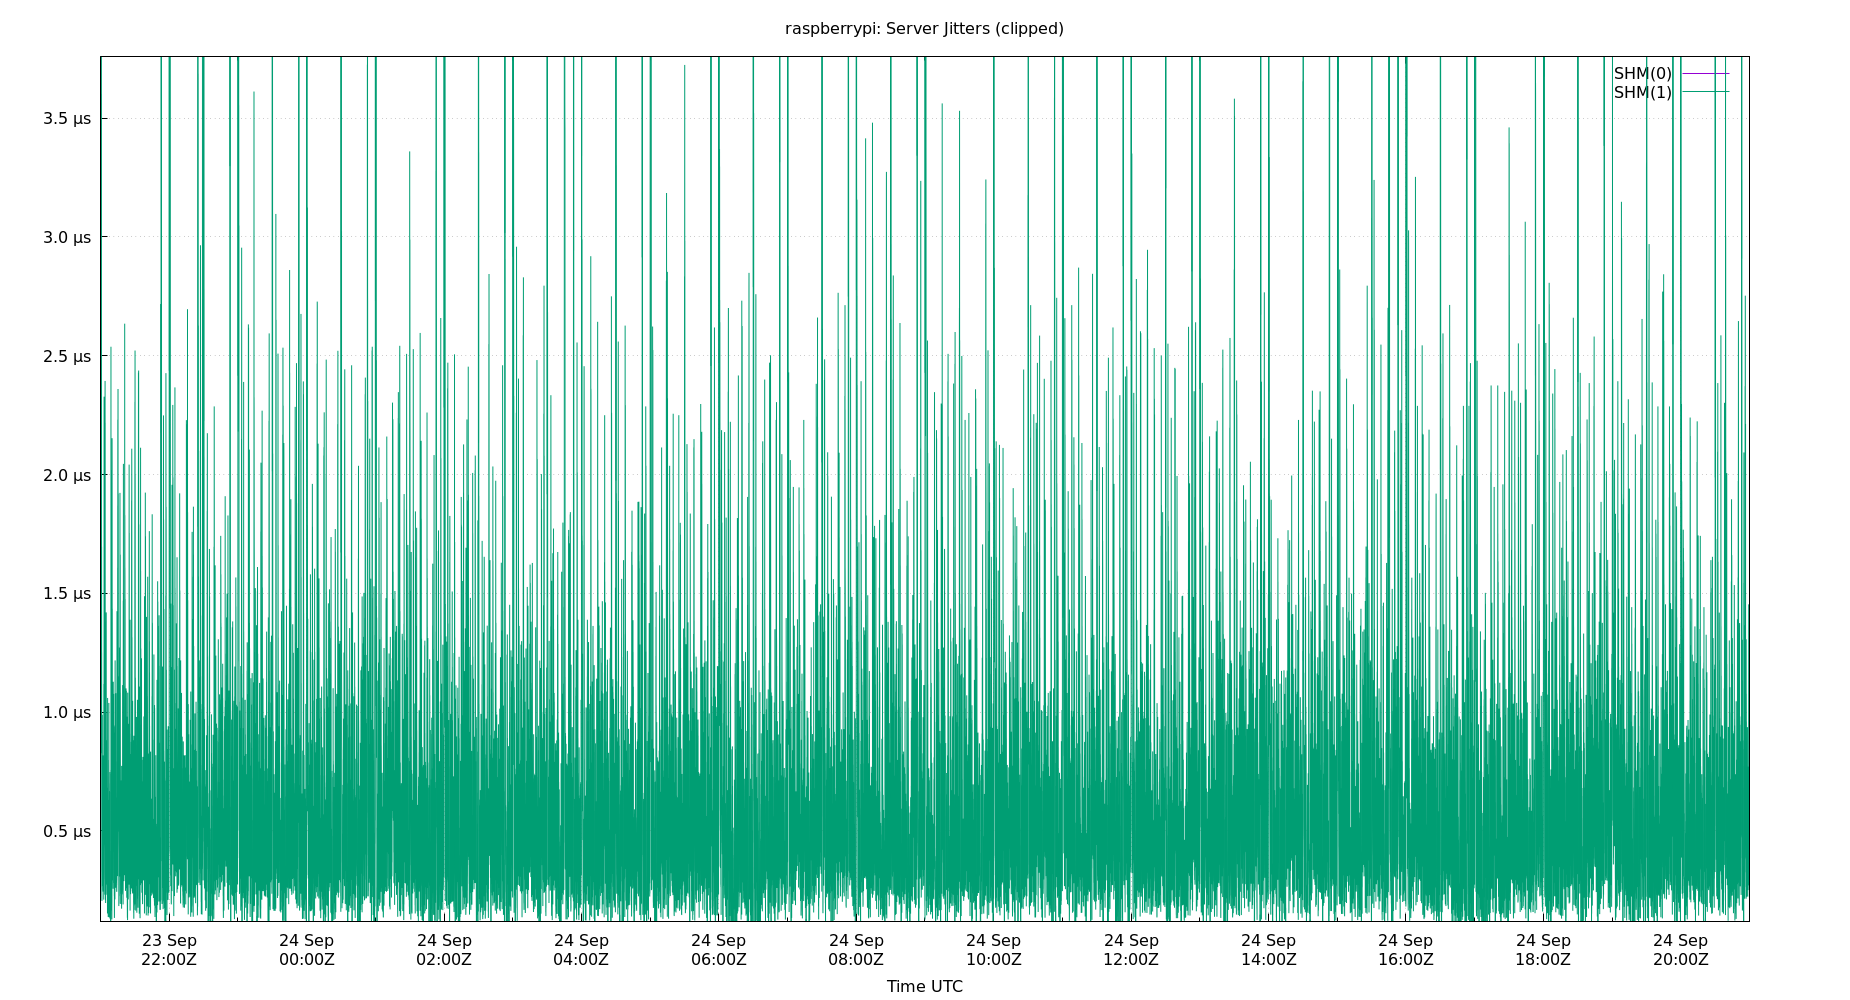 raspberrypi: Server Jitters (clipped)
SHM(0)
SHM(1)
3.5 µs
3.0 µs
2.5 µs
2.0 µs
1.5 µs
1.0 µs
0.5 µs
23 Sep 24 Sep 24 Sep 24 Sep 24 Sep 24 Sep 24 Sep 24 Sep 24 Sep 24 Sep 24 Sep 24 Sep
22:00Z 00:00Z 02:00Z 04:00Z 06:00Z 08:00Z 10:00Z 12:00Z 14:00Z 16:00Z 18:00Z 20:00Z
Time UTC